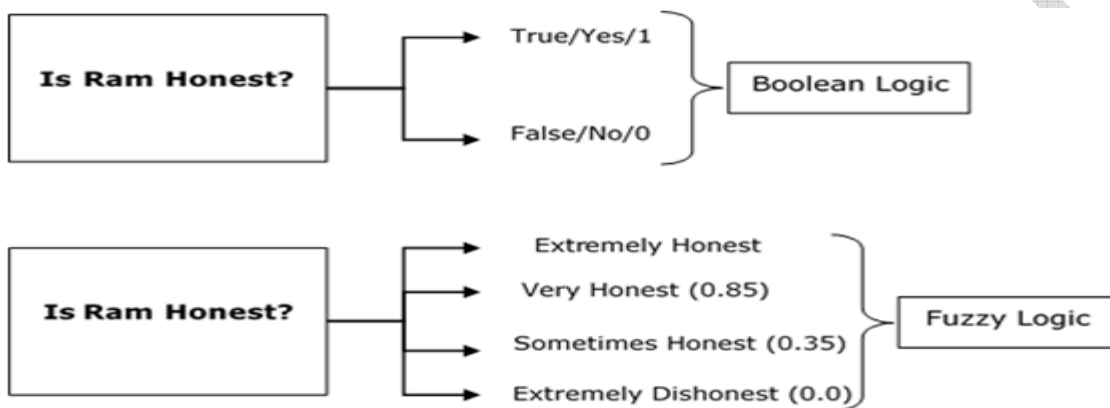 Is Ram Honest?
True/Yes/1
False/No/0
Boolean Logic
Is Ram Honest?
Extremely Honest
Very Honest (0.85)
Sometimes Honest (0.35)
Extremely Dishonest (0.0)
Fuzzy Logic